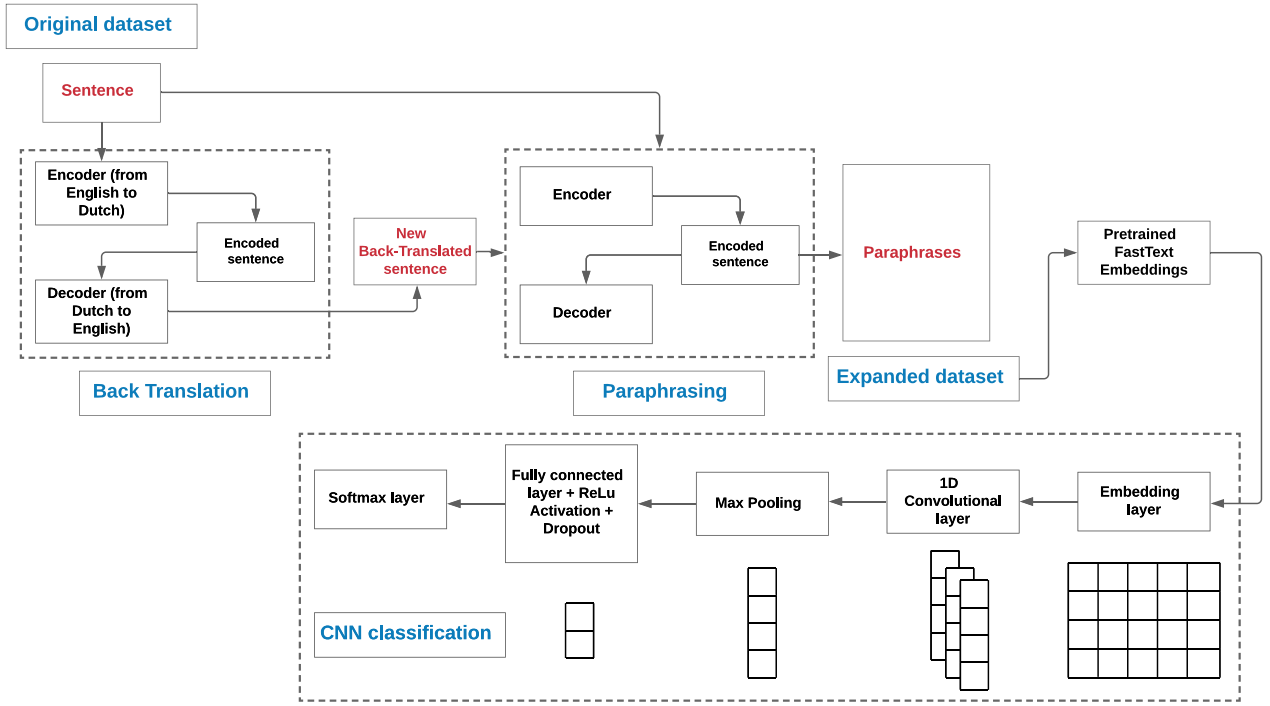 Original dataset
Sentence
Encoder (from
English to
Dutch)
Encoded
sentence
Decoder (from
Dutch to
English)
Back Translation
New
Back-Translated
sentence
Encoder
Encoded
sentence
Decoder
Paraphrasing
Paraphrases
Expanded dataset
Pretrained
FastText
Embeddings
Embedding
layer
1D
Convolutional
layer
Max Pooling
Fully connected
layer + ReLu
Activation +
Dropout
Softmax layer
CNN classification